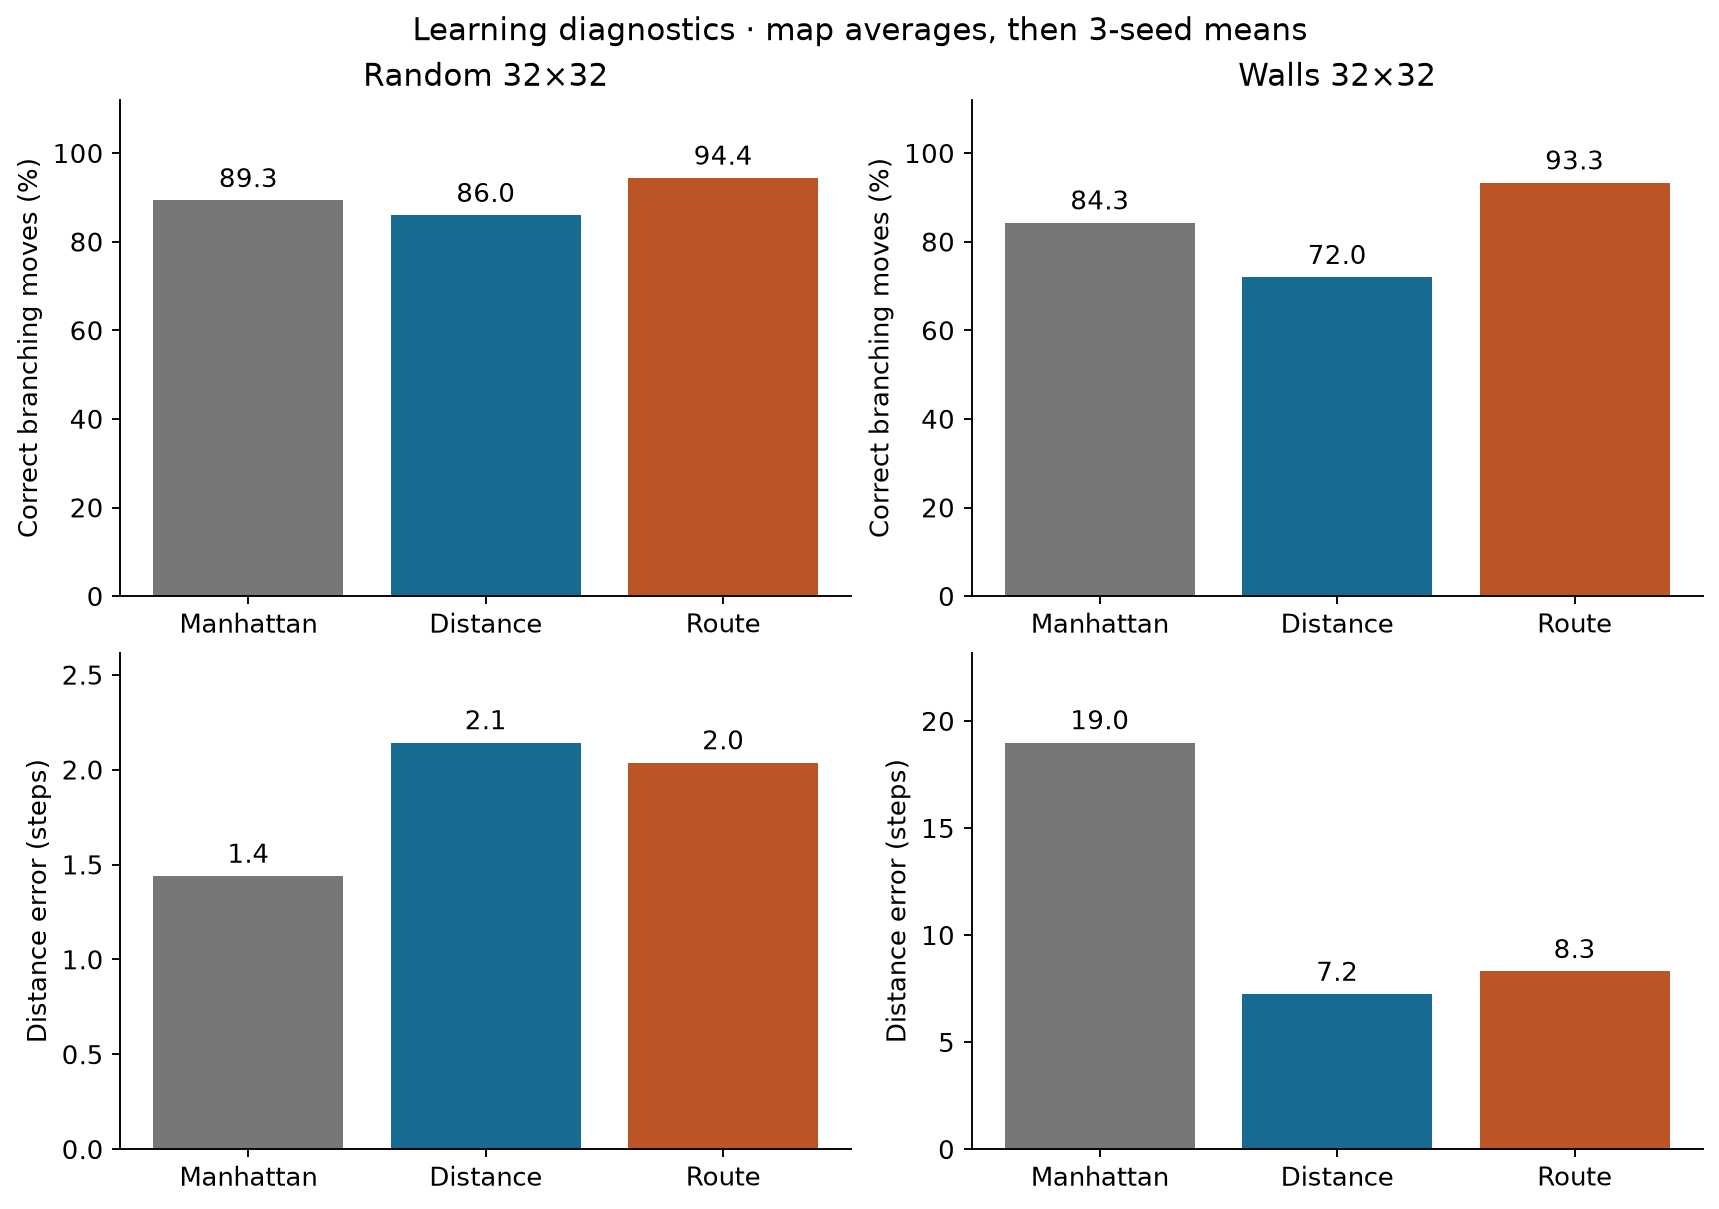 Learning diagnostics · map averages, then 3-seed means
Random 32×32
Correct branching moves (%)
100
80
60
40
20
0
89.3
86.0
94.4
Manhattan
Distance
Route
Walls 32×32
Correct branching moves (%)
100
80
60
40
20
0
84.3
72.0
93.3
Manhattan
Distance
Route
Distance error (steps)
2.5
2.0
1.5
1.0
0.5
0.0
1.4
2.1
2.0
Manhattan
Distance
Route
Distance error (steps)
20
15
10
5
0
19.0
7.2
8.3
Manhattan
Distance
Route